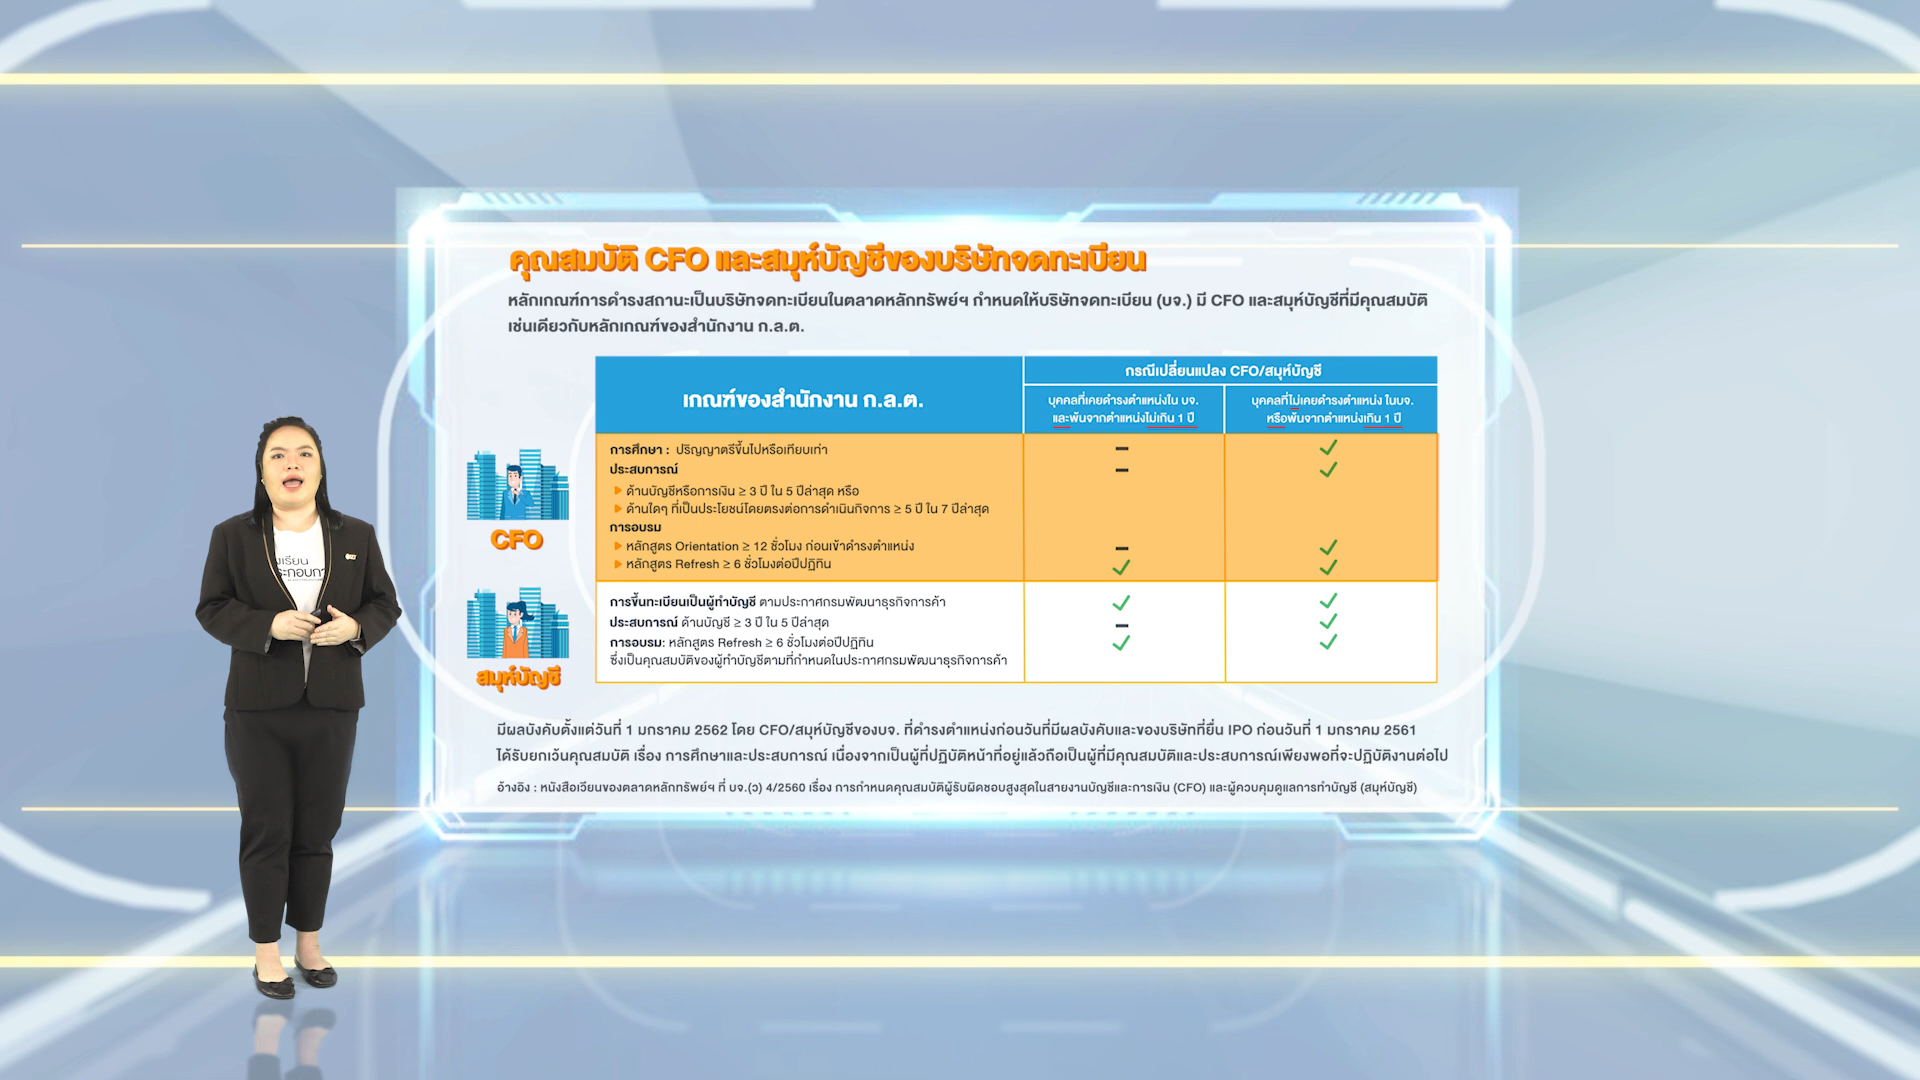 คุณสมบัติ CFO และสมุห์บัญชีของบริษัทจดทะเบียน
หลักเกณฑ์การดำรงสถานะเป็นบริษัทจดทะเบียนในตลาดหลักทรัพย์ฯ กำหนดให้บริษัทจดทะเบียน (บจ.) มี CFO และสมุห์บัญชีที่มีคุณสมบัติ
เช่นเดียวกับหลักเกณฑ์ของสำนักงาน ก.ล.ต.
เกณฑ์ของสำนักงาน ก.ล.ต.
กรณีเปลี่ยนแปลง CFO/สมุห์บัญชี
บุคคลที่เคยดำรงตำแหน่งใน บจ.
และพ้นจากตำแหน่งไม่เกิน 1 ปี
บุคคลที่ไม่เคยดำรงตำแหน่ง ในบจ.
หรือพ้นจากตำแหน่งเกิน 1 ปี
CFO
การศึกษา : ปริญญาตรีขึ้นไปหรือเทียบเท่า
ประสบการณ์
ด้านบัญชีหรือการเงิน ≥ 3 ปี ใน 5 ปีล่าสุด หรือ
ด้านใดๆ ที่เป็นประโยชน์โดยตรงต่อการดำเนินกิจการ ≥ 5 ปี ใน 7 ปีล่าสุด
การอบรม
หลักสูตร Orientation ≥ 12 ชั่วโมง ก่อนเข้าดำรงตำแหน่ง
หลักสูตร Refresh ≥ 6 ชั่วโมงต่อปีปฏิทิน
สมุห์บัญชี
การขึ้นทะเบียนเป็นผู้ทำบัญชี ตามประกาศกรมพัฒนาธุรกิจการค้า
ประสบการณ์ ด้านบัญชี ≥ 3 ปี ใน 5 ปีล่าสุด
การอบรม: หลักสูตร Refresh ≥ 6 ชั่วโมงต่อปีปฏิทิน
ซึ่งเป็นคุณสมบัติของผู้ทำบัญชีตามที่กำหนดในประกาศกรมพัฒนาธุรกิจการค้า
มีผลบังคับตั้งแต่วันที่ 1 มกราคม 2562 โดย CFO/สมุห์บัญชีของบจ. ที่ดำรงตำแหน่งก่อนวันที่มีผลบังคับและของบริษัทที่ยื่น IPO ก่อนวันที่ 1 มกราคม 2561
ได้รับยกเว้นคุณสมบัติ เรื่อง การศึกษาและประสบการณ์ เนื่องจากเป็นผู้ที่ปฏิบัติหน้าที่อยู่แล้วถือเป็นผู้ที่มีคุณสมบัติและประสบการณ์เพียงพอที่จะปฏิบัติงานต่อไป
อ้างอิง : หนังสือเวียนของตลาดหลักทรัพย์ฯ ที่ บจ.(ว) 4/2560 เรื่อง การกำหนดคุณสมบัติผู้รับผิดชอบสูงสุดในสายงานบัญชีและการเงิน (CFO) และผู้ควบคุมดูแลการทำบัญชี (สมุห์บัญชี)